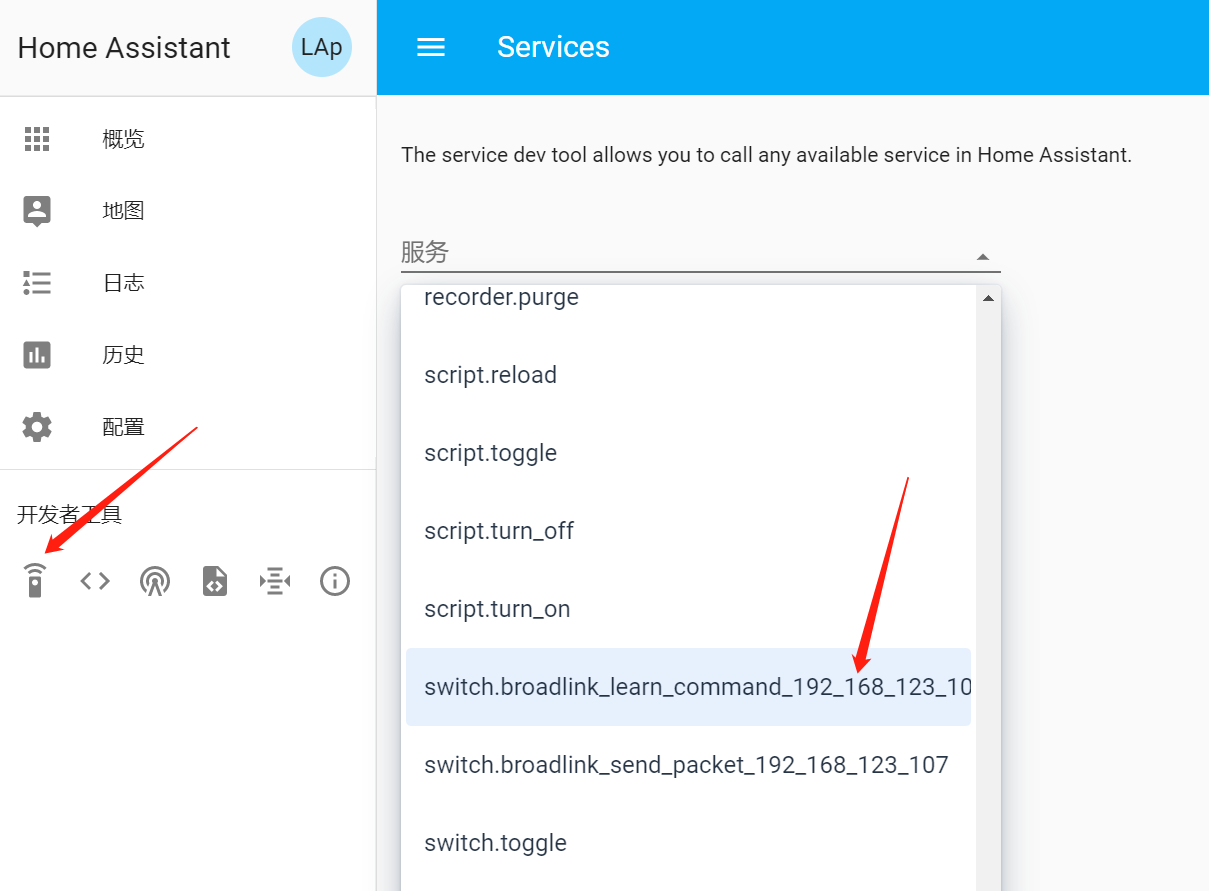 Home Assistant
LAp
概览
地图
日志
历史
配置
开发者工具
Services
The service dev tool allows you to call any available service in Home Assistant.
服务
recorder.purge
script.reload
script.toggle
script.turn_off
script.turn_on
switch.broadlink_learn_command_192_168_123_10
switch.broadlink_send_packet_192_168_123_107
switch.toggle